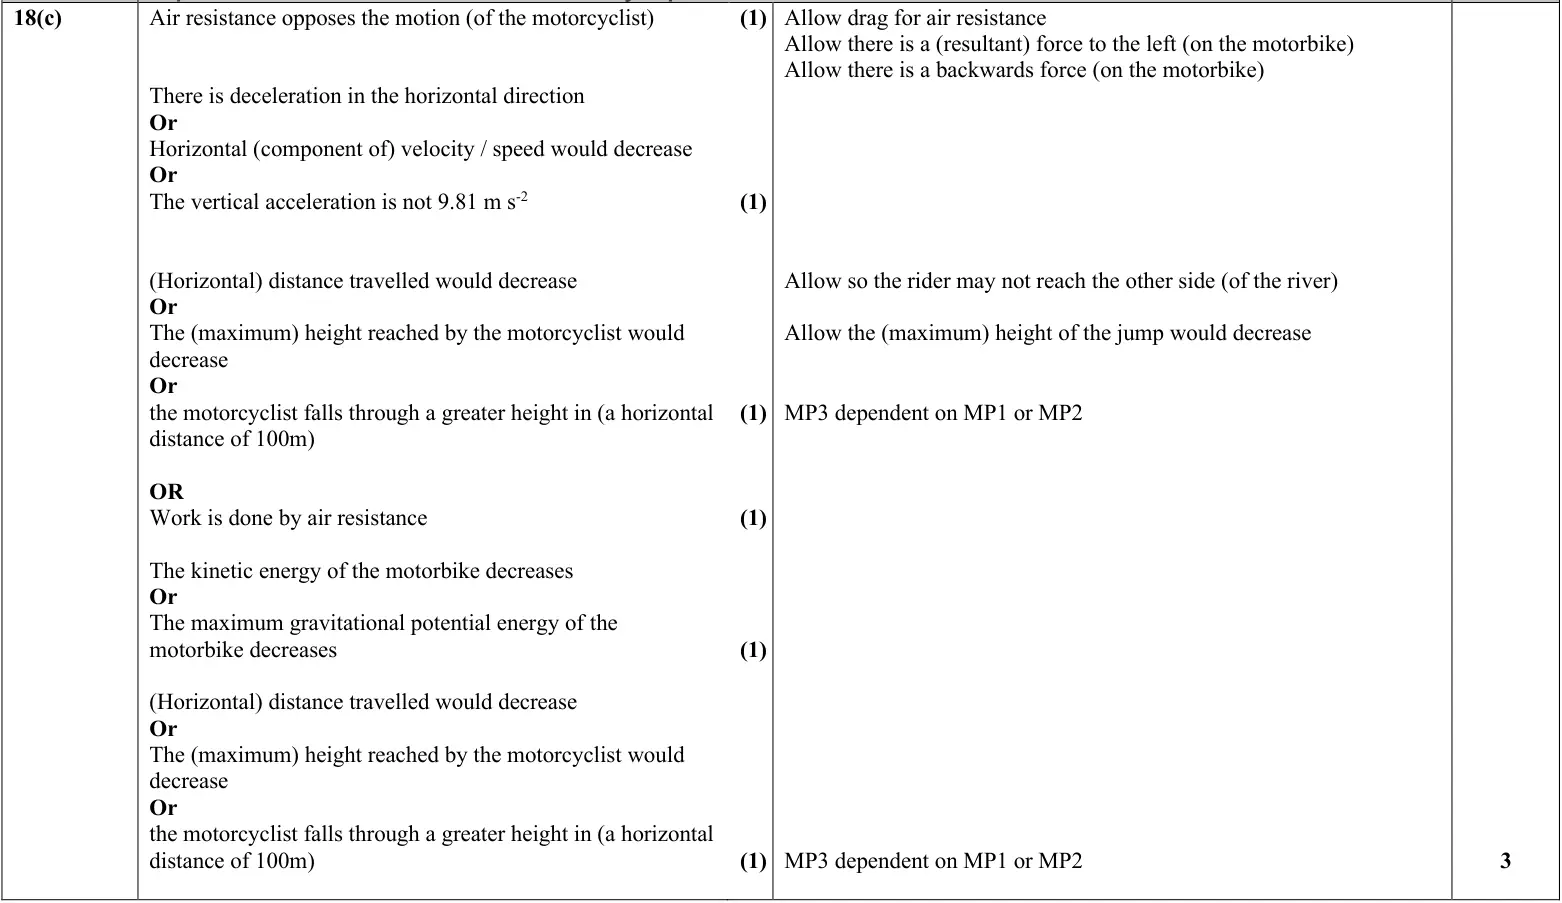 18(c) Air resistance opposes the motion (of the motorcyclist) (1) Allow drag for air resistance
Allow there is a (resultant) force to the left (on the motorbike)
Allow there is a backwards force (on the motorbike)
There is deceleration in the horizontal direction
Or
Horizontal (component of) velocity / speed would decrease
Or
The vertical acceleration is not 9.81 m s⁻² (1)
(Horizontal) distance travelled would decrease Allow so the rider may not reach the other side (of the river)
Or
The (maximum) height reached by the motorcyclist would Allow the (maximum) height of the jump would decrease
decrease
Or
the motorcyclist falls through a greater height in (a horizontal (1) MP3 dependent on MP1 or MP2
distance of 100m)
OR
Work is done by air resistance (1)
The kinetic energy of the motorbike decreases
Or
The maximum gravitational potential energy of the
motorbike decreases (1)
(Horizontal) distance travelled would decrease
Or
The (maximum) height reached by the motorcyclist would
decrease
Or
the motorcyclist falls through a greater height in (a horizontal
distance of 100m) (1) MP3 dependent on MP1 or MP2 3